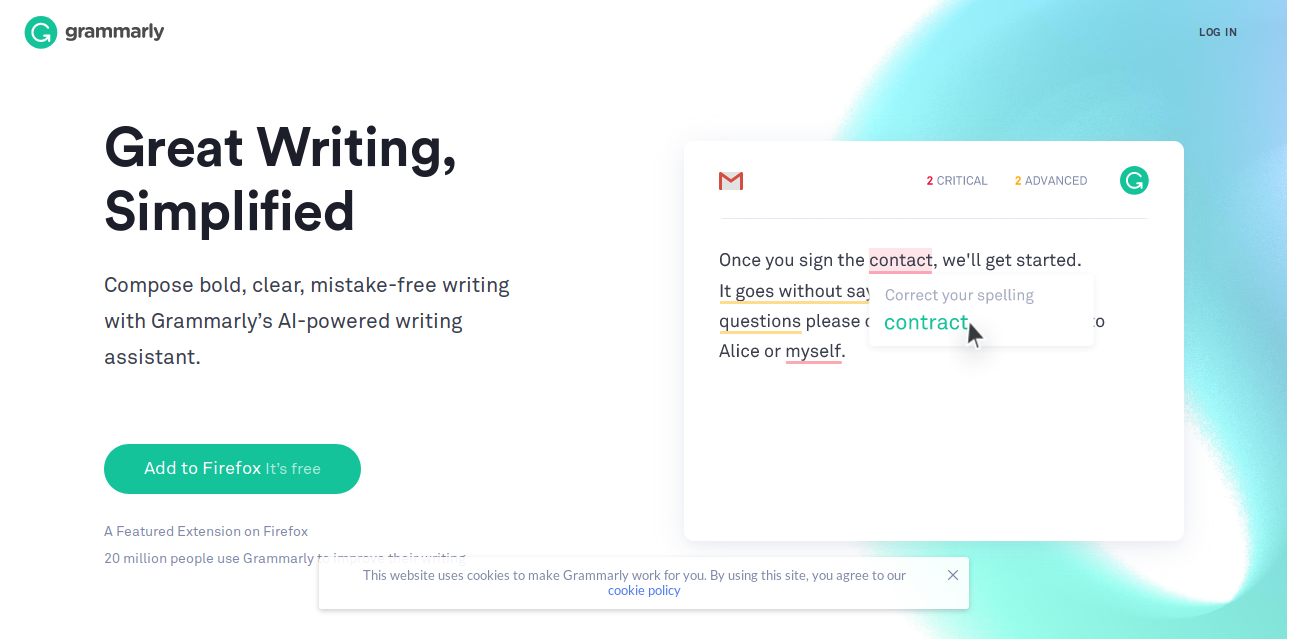 grammarly
LOG IN
Great Writing,
Simplified
Compose bold, clear, mistake-free writing
with Grammarly’s AI-powered writing
assistant.
Add to Firefox It’s free
A Featured Extension on Firefox
20 million people use Grammarly to improve their writing
2 CRITICAL 2 ADVANCED
Once you sign the contact, we'll get started.
It goes without
questions please
Alice or myself.
Correct your spelling
contract
This website uses cookies to make Grammarly work for you. By using this site, you agree to our
cookie policy